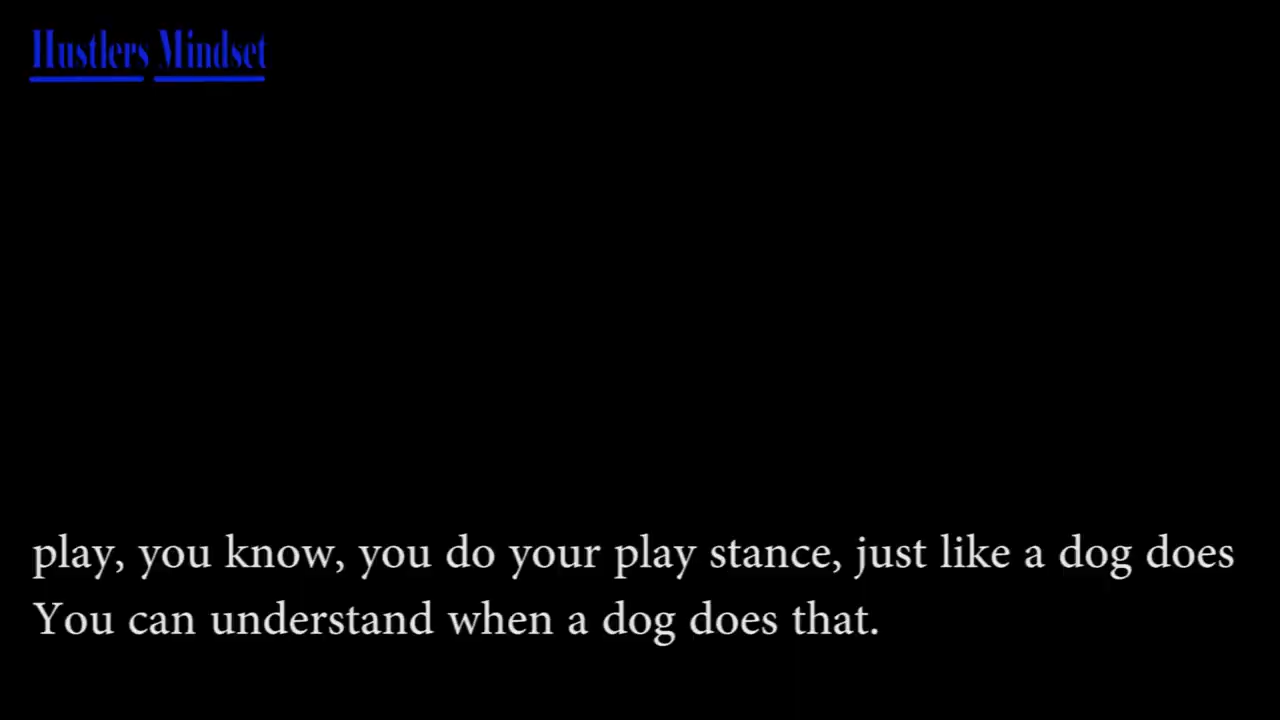 Hustlers Mindset
play, you know, you do your play stance, just like a dog does
You can understand when a dog does that.